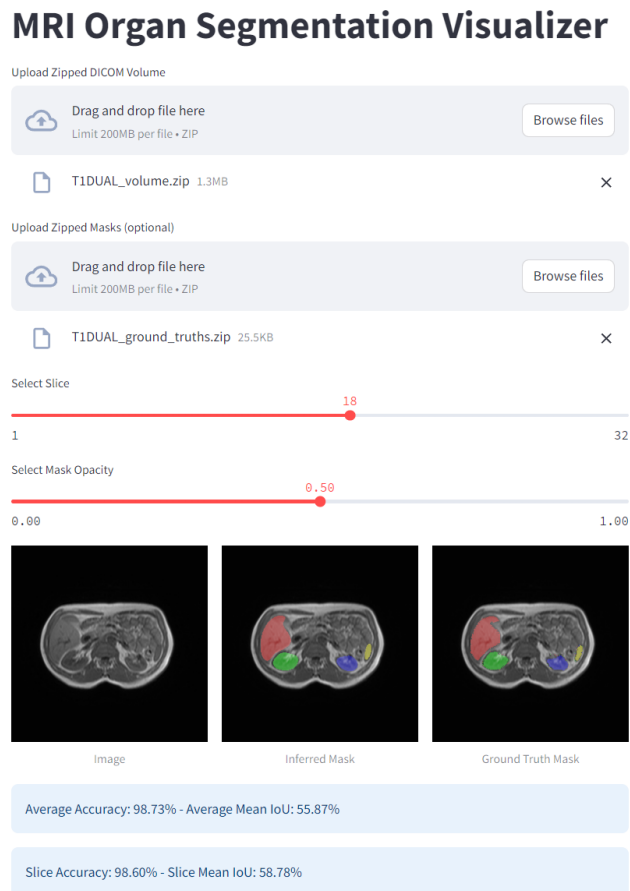 MRI Organ Segmentation Visualizer
Upload Zipped DICOM Volume
Drag and drop file here
Limit 200MB per file • ZIP
Browse files
T1DUAL_volume.zip 1.3MB
Upload Zipped Masks (optional)
Drag and drop file here
Limit 200MB per file • ZIP
Browse files
T1DUAL_ground_truths.zip 25.5KB
Select Slice
18
1 32
Select Mask Opacity
0.50
0.00 1.00
Image Inferred Mask Ground Truth Mask
Average Accuracy: 98.73% - Average Mean IoU: 55.87%
Slice Accuracy: 98.60% - Slice Mean IoU: 58.78%